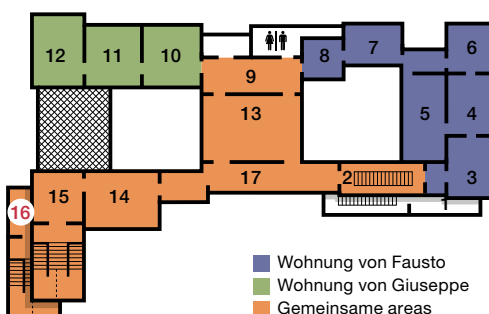 12 11 10 9 8 7 6
13 5 4
17 2 3
16 15 14
Wohnung von Fausto
Wohnung von Giuseppe
Gemeinsame areas